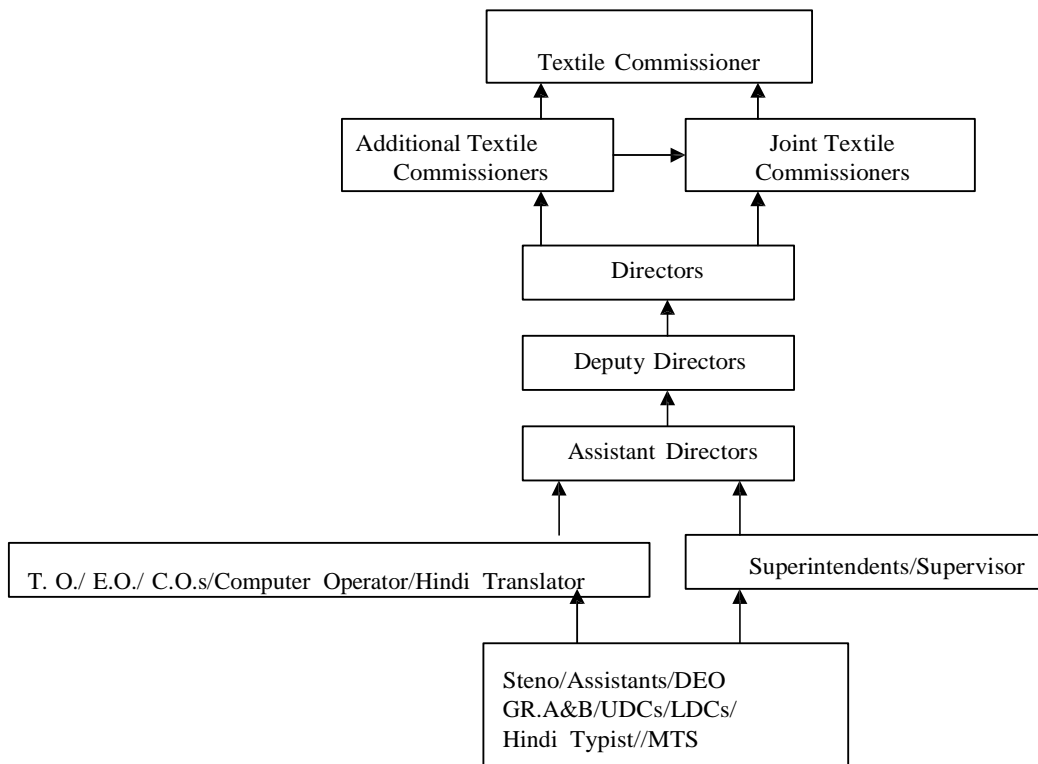 Textile Commissioner
Additional Textile
Commissioners
Joint Textile
Commissioners
Directors
Deputy Directors
Assistant Directors
T. O./ E.O./ C.O.s/Computer Operator/Hindi Translator
Superintendents/Supervisor
Steno/Assistants/DEO
GR.A&B/UDCs/LDCs/
Hindi Typist//MTS